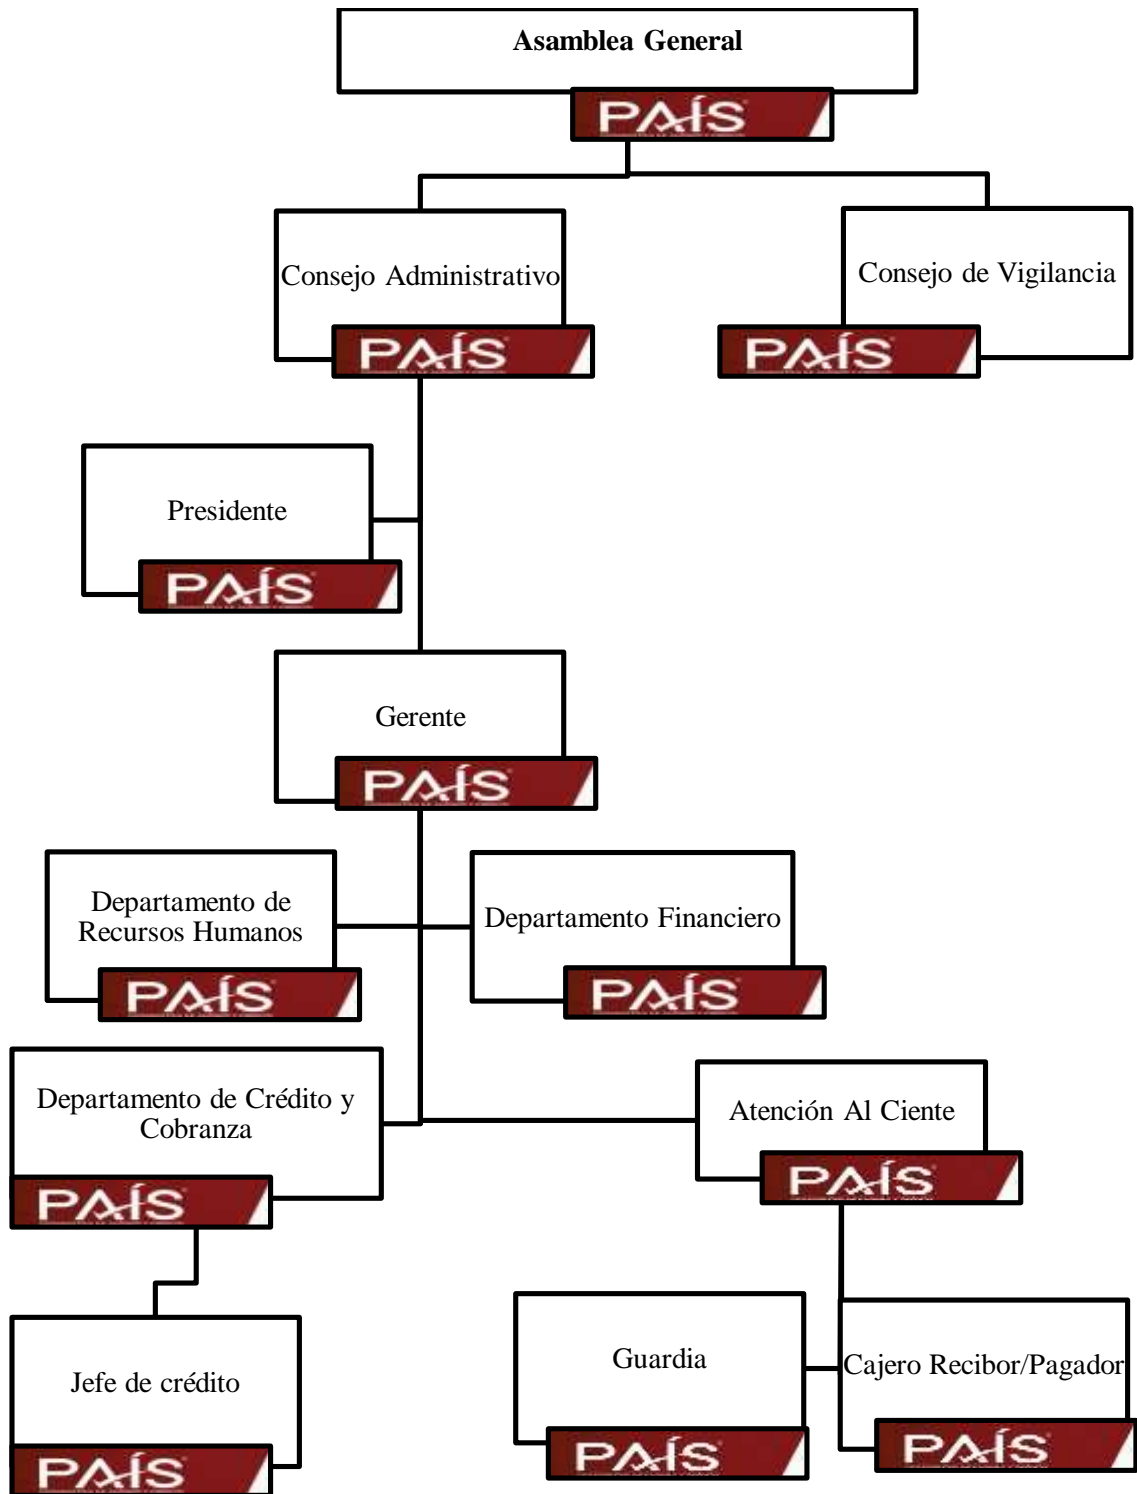 Asamblea General
PAÍS
Consejo Administrativo
PAÍS
Consejo de Vigilancia
PAÍS
Presidente
PAÍS
Gerente
PAÍS
Departamento de
Recursos Humanos
PAÍS
Departamento Financiero
PAÍS
Departamento de Crédito y
Cobranza
PAÍS
Atención Al Ciente
PAÍS
Jefe de crédito
PAÍS
Guardia
PAÍS
Cajero Recibor/Pagador
PAÍS